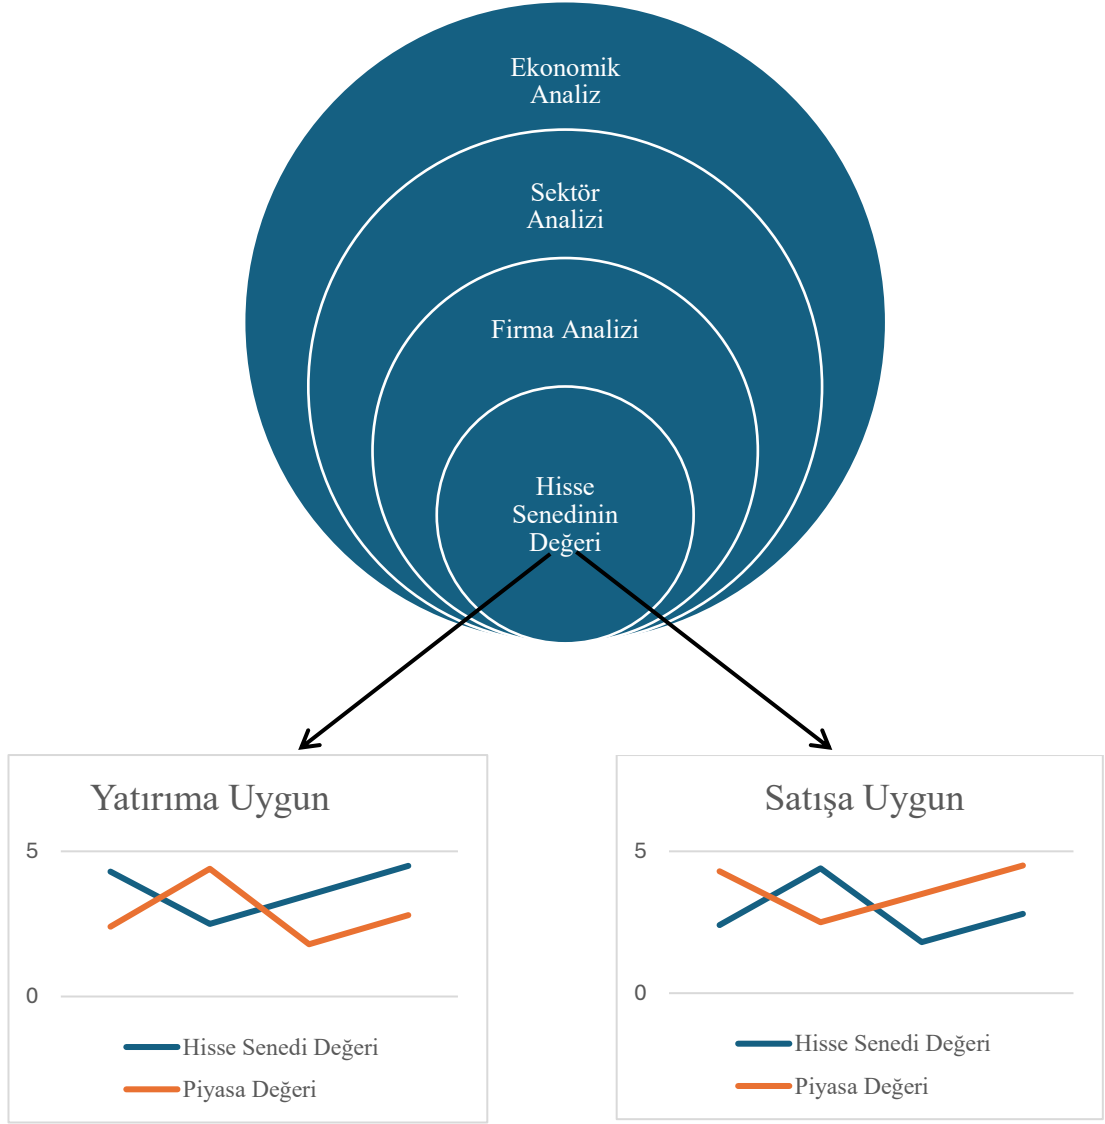 Ekonomik
Analiz
Sektör
Analizi
Firma Analizi
Hisse
Senedinin
Değeri
Yatırıma Uygun
5
0
Hisse Senedi Değeri
Piyasa Değeri
Satışa Uygun
5
0
Hisse Senedi Değeri
Piyasa Değeri